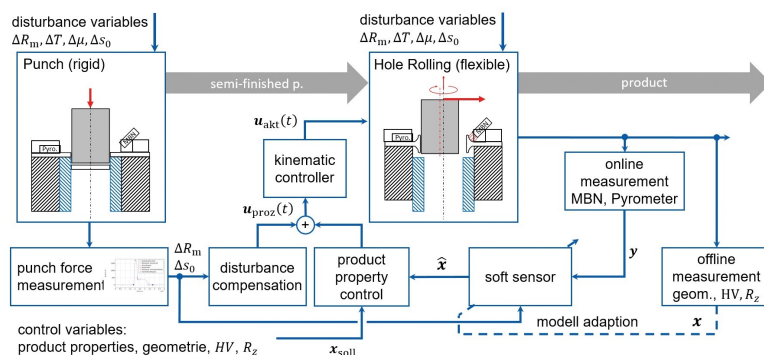 disturbance variables
Δ𝑅ₘ, Δ𝑇, Δ𝜇, Δ𝑠₀
Punch (rigid)
Pyro.
MBN
semi-finished p.
disturbance variables
Δ𝑅ₘ, Δ𝑇, Δ𝜇, Δ𝑠₀
Hole Rolling (flexible)
Pyro.
MBN
product
𝒖akt(𝑡)
kinematic
controller
𝒖proz(𝑡)
+
online
measurement
MBN, Pyrometer
punch force
measurement
Δ𝑅ₘ
Δ𝑠₀
disturbance
compensation
product
property
control
x̂
soft sensor
𝒚
offline
measurement
geom., HV, 𝑅z
modell adaption
𝒙
control variables:
product properties, geometrie, 𝐻𝑉, 𝑅z
𝒙soll